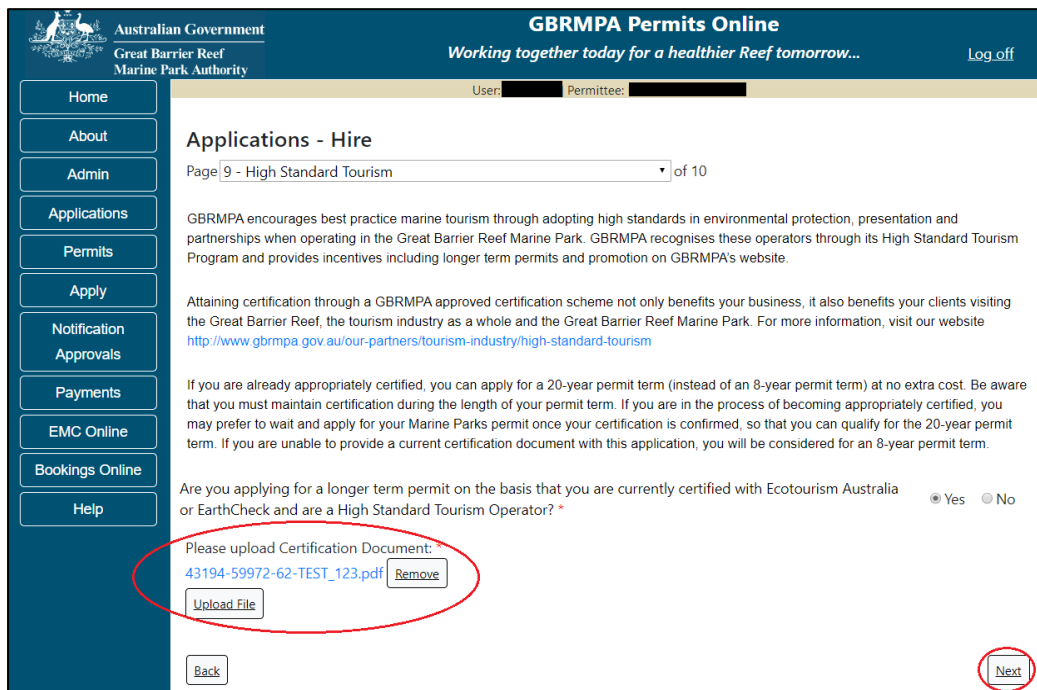 Australian Government
Great Barrier Reef
Marine Park Authority
GBRMPA Permits Online
Working together today for a healthier Reef tomorrow...
Log off
User:
Permittee:
Home
About
Admin
Applications
Permits
Apply
Notification
Approvals
Payments
EMC Online
Bookings Online
Help
Applications - Hire
Page 9 - High Standard Tourism of 10
GBRMPA encourages best practice marine tourism through adopting high standards in environmental protection, presentation and
partnerships when operating in the Great Barrier Reef Marine Park. GBRMPA recognises these operators through its High Standard Tourism
Program and provides incentives including longer term permits and promotion on GBRMPA's website.
Attaining certification through a GBRMPA approved certification scheme not only benefits your business, it also benefits your clients visiting
the Great Barrier Reef, the tourism industry as a whole and the Great Barrier Reef Marine Park. For more information, visit our website
http://www.gbrmpa.gov.au/our-partners/tourism-industry/high-standard-tourism
If you are already appropriately certified, you can apply for a 20-year permit term (instead of an 8-year permit term) at no extra cost. Be aware
that you must maintain certification during the length of your permit term. If you are in the process of becoming appropriately certified, you
may prefer to wait and apply for your Marine Parks permit once your certification is confirmed, so that you can qualify for the 20-year permit
term. If you are unable to provide a current certification document with this application, you will be considered for an 8-year permit term.
Are you applying for a longer term permit on the basis that you are currently certified with Ecotourism Australia
or EarthCheck and are a High Standard Tourism Operator? *
Yes No
Please upload Certification Document: *
43194-59972-62-TEST_123.pdf Remove
Upload File
Back
Next